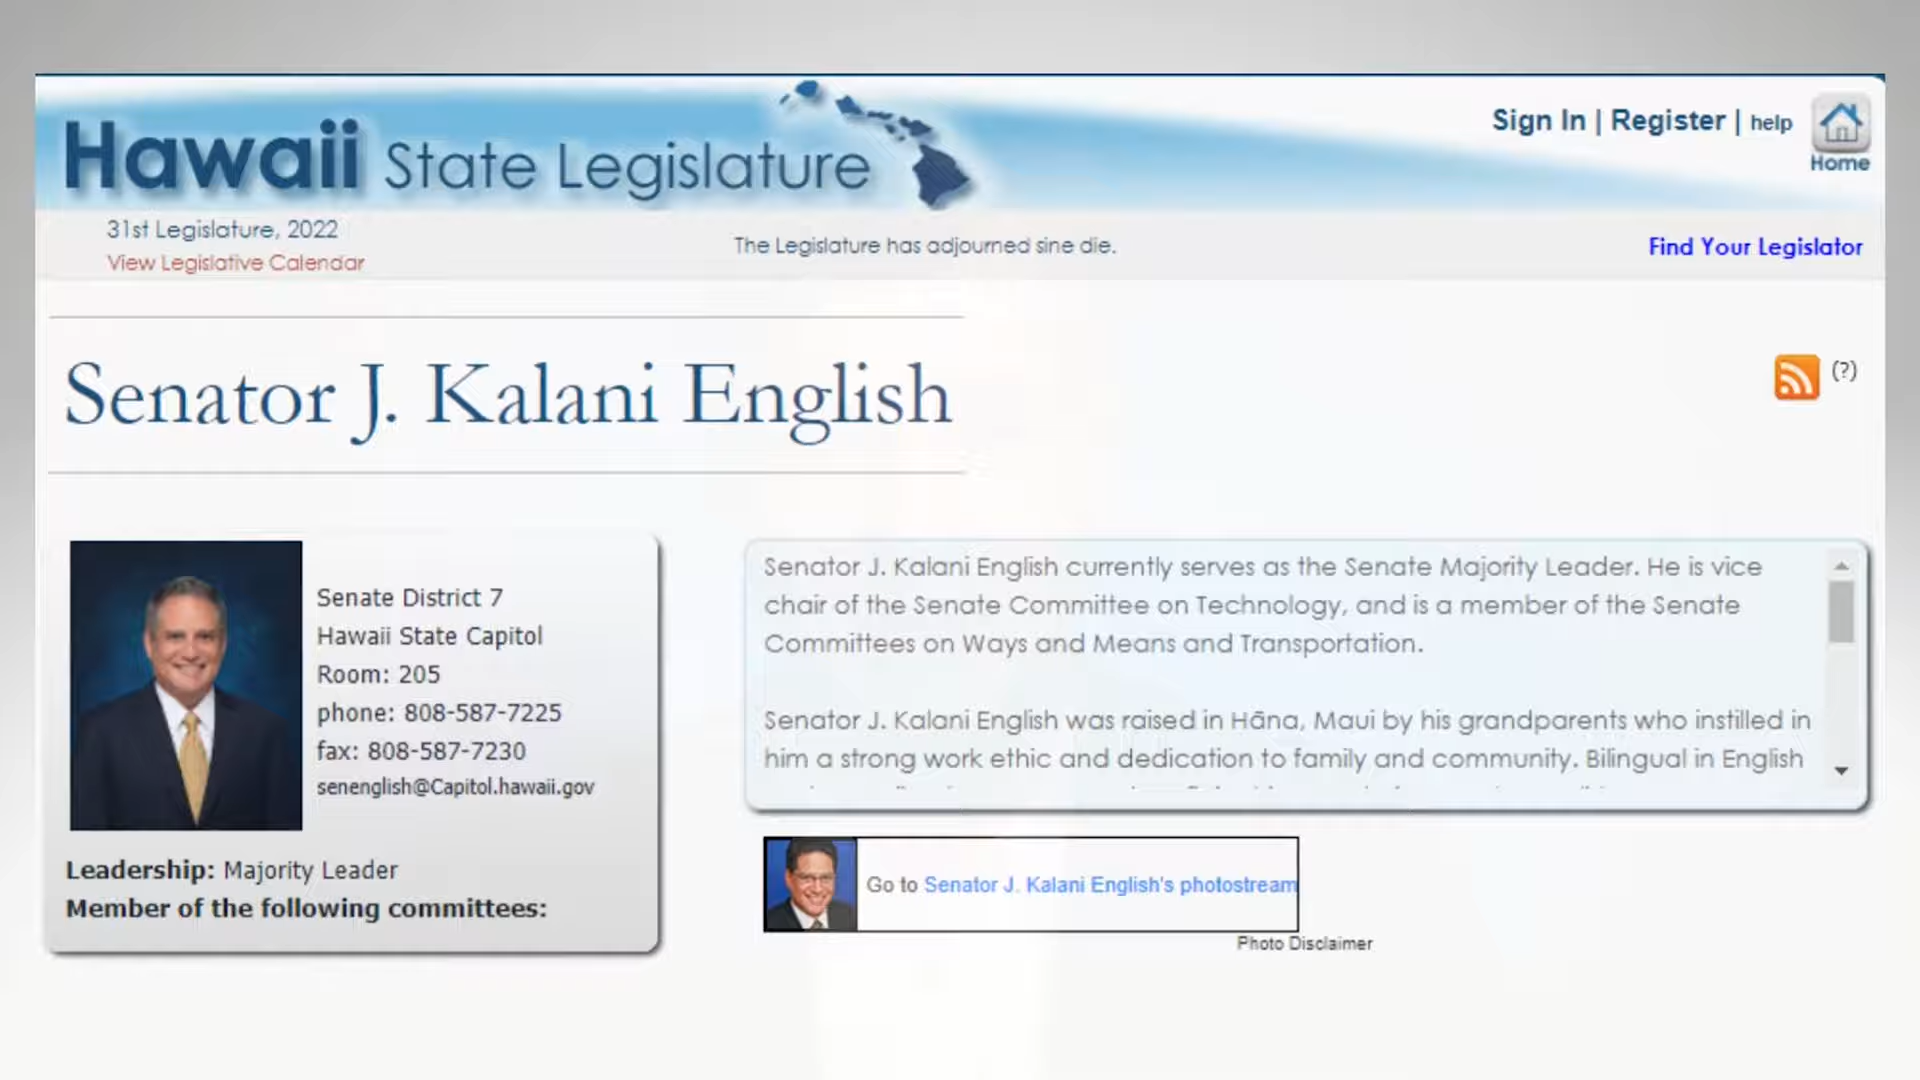 Hawaii State Legislature
Sign In | Register | help
Home
31st Legislature, 2022
View Legislative Calendar
The Legislature has adjourned sine die.
Find Your Legislator
Senator J. Kalani English
(?)
Senate District 7
Hawaii State Capitol
Room: 205
phone: 808-587-7225
fax: 808-587-7230
senenglish@Capitol.hawaii.gov
Leadership: Majority Leader
Member of the following committees:
Senator J. Kalani English currently serves as the Senate Majority Leader. He is vice
chair of the Senate Committee on Technology, and is a member of the Senate
Committees on Ways and Means and Transportation.
Senator J. Kalani English was raised in Hāna, Maui by his grandparents who instilled in
him a strong work ethic and dedication to family and community. Bilingual in English
Go to Senator J. Kalani English's photostream
Photo Disclaimer